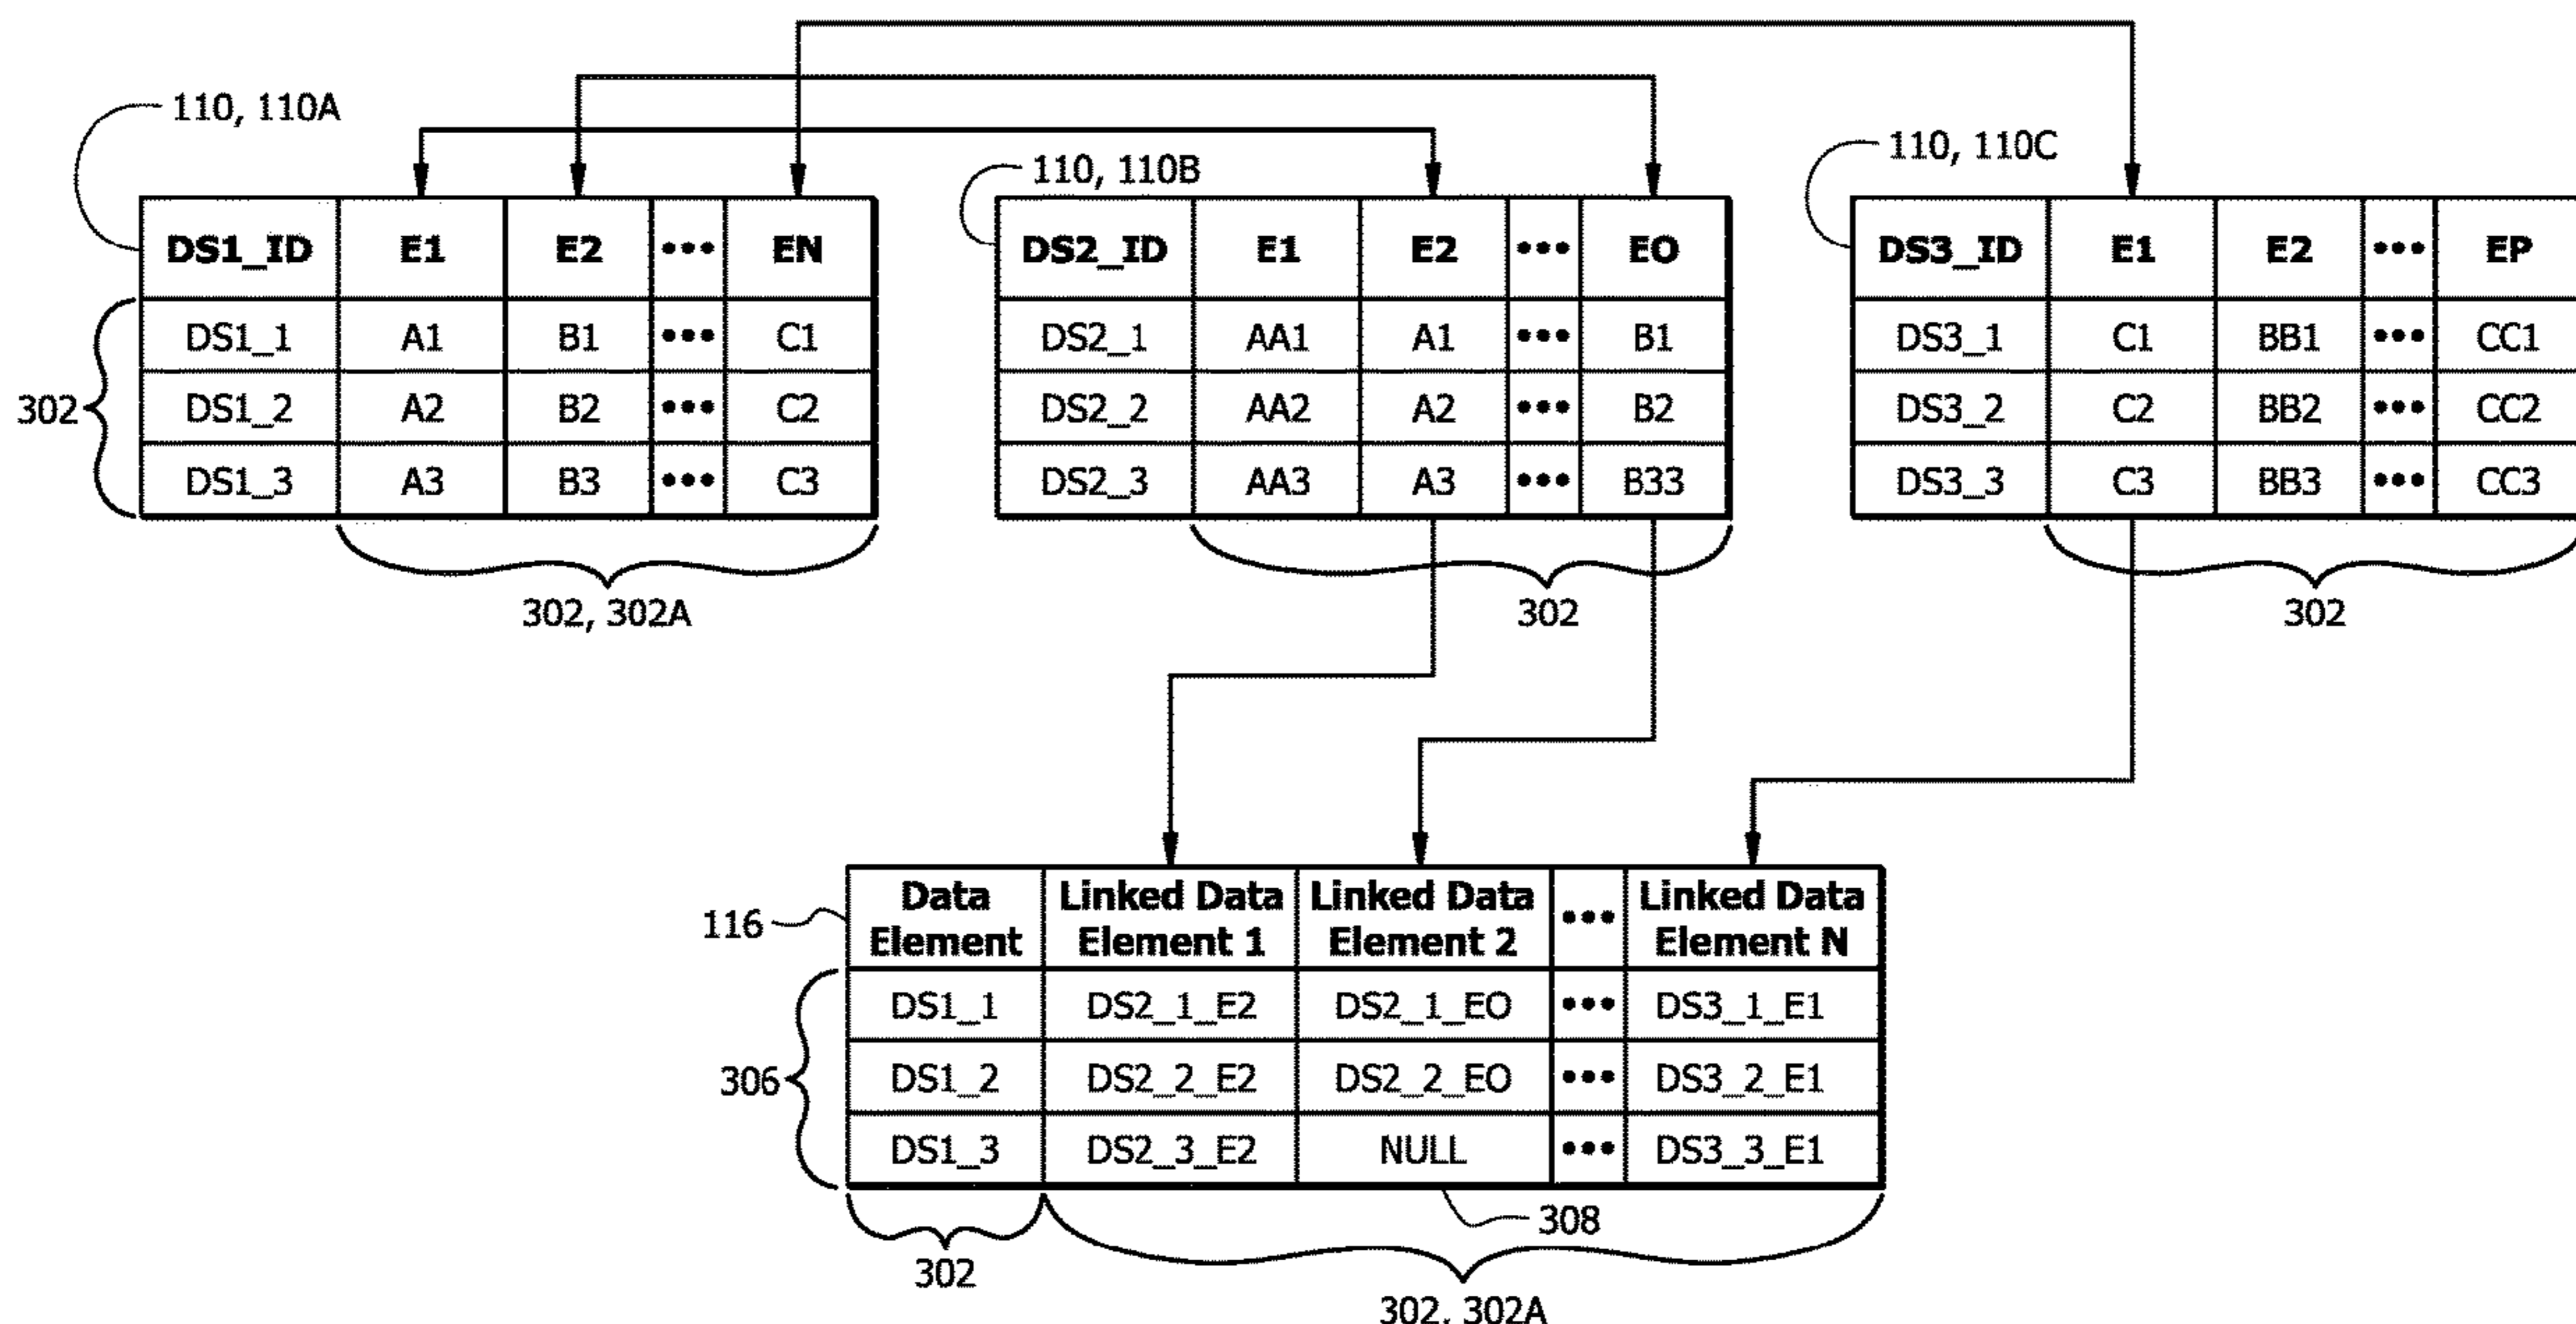 110, 110A
110, 110B
110, 110C
DS1_ID E1 E2 ••• EN
DS1_1 A1 B1 ••• C1
DS1_2 A2 B2 ••• C2
DS1_3 A3 B3 ••• C3
302
302, 302A
DS2_ID E1 E2 ••• EO
DS2_1 AA1 A1 ••• B1
DS2_2 AA2 A2 ••• B2
DS2_3 AA3 A3 ••• B33
302
DS3_ID E1 E2 ••• EP
DS3_1 C1 BB1 ••• CC1
DS3_2 C2 BB2 ••• CC2
DS3_3 C3 BB3 ••• CC3
302
116
Data Linked Data Linked Data ••• Linked Data
Element Element 1 Element 2 Element N
DS1_1 DS2_1_E2 DS2_1_EO ••• DS3_1_E1
306
DS1_2 DS2_2_E2 DS2_2_EO ••• DS3_2_E1
DS1_3 DS2_3_E2 NULL ••• DS3_3_E1
308
302
302, 302A